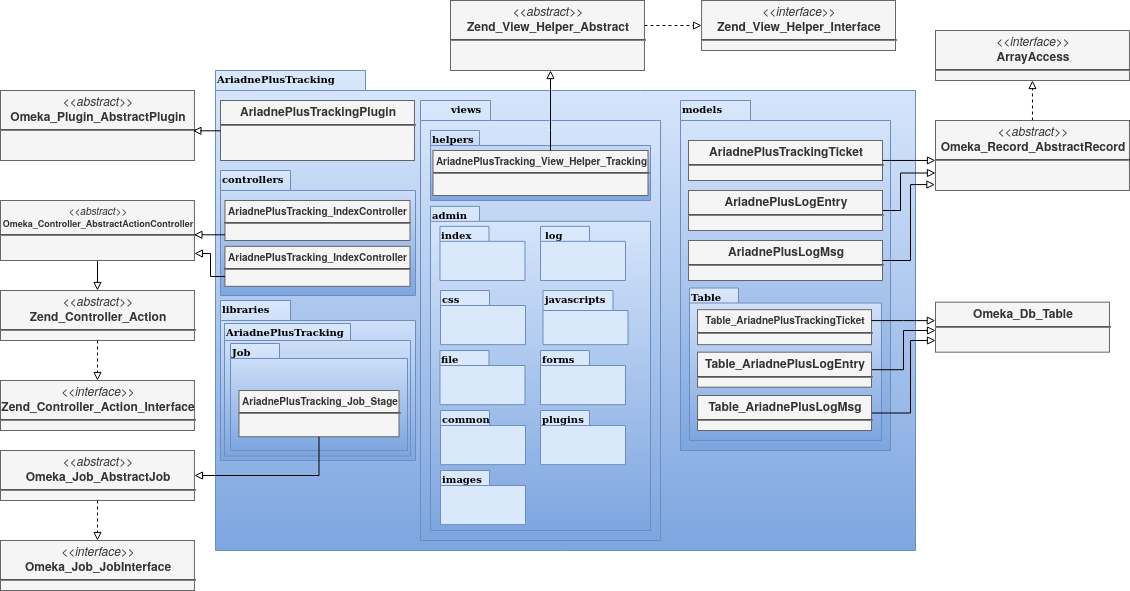 <<abstract>>
Zend_View_Helper_Abstract
<<interface>>
Zend_View_Helper_Interface
<<interface>>
ArrayAccess
AriadnePlusTracking
<<abstract>>
Omeka_Plugin_AbstractPlugin
AriadnePlusTrackingPlugin
views
models
<<abstract>>
Omeka_Record_AbstractRecord
helpers
AriadnePlusTracking_View_Helper_Tracking
AriadnePlusTrackingTicket
AriadnePlusLogEntry
AriadnePlusLogMsg
controllers
<<abstract>>
Omeka_Controller_AbstractActionController
AriadnePlusTracking_IndexController
AriadnePlusTracking_IndexController
admin
index
log
css
javascripts
file
forms
common
plugins
images
<<abstract>>
Zend_Controller_Action
libraries
AriadnePlusTracking
Job
AriadnePlusTracking_Job_Stage
Table
Table_AriadnePlusTrackingTicket
Table_AriadnePlusLogEntry
Table_AriadnePlusLogMsg
Omeka_Db_Table
<<interface>>
Zend_Controller_Action_Interface
<<abstract>>
Omeka_Job_AbstractJob
<<interface>>
Omeka_Job_JobInterface